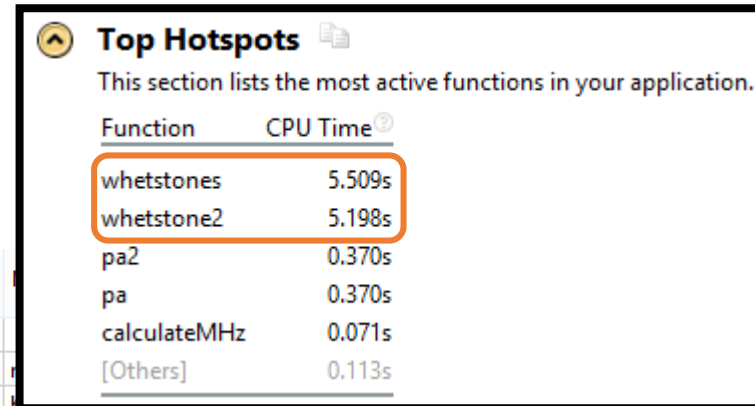 Top Hotspots
This section lists the most active functions in your application.
Function CPU Time
whetstones 5.509s
whetstone2 5.198s
pa2 0.370s
pa 0.370s
calculateMHz 0.071s
[Others] 0.113s